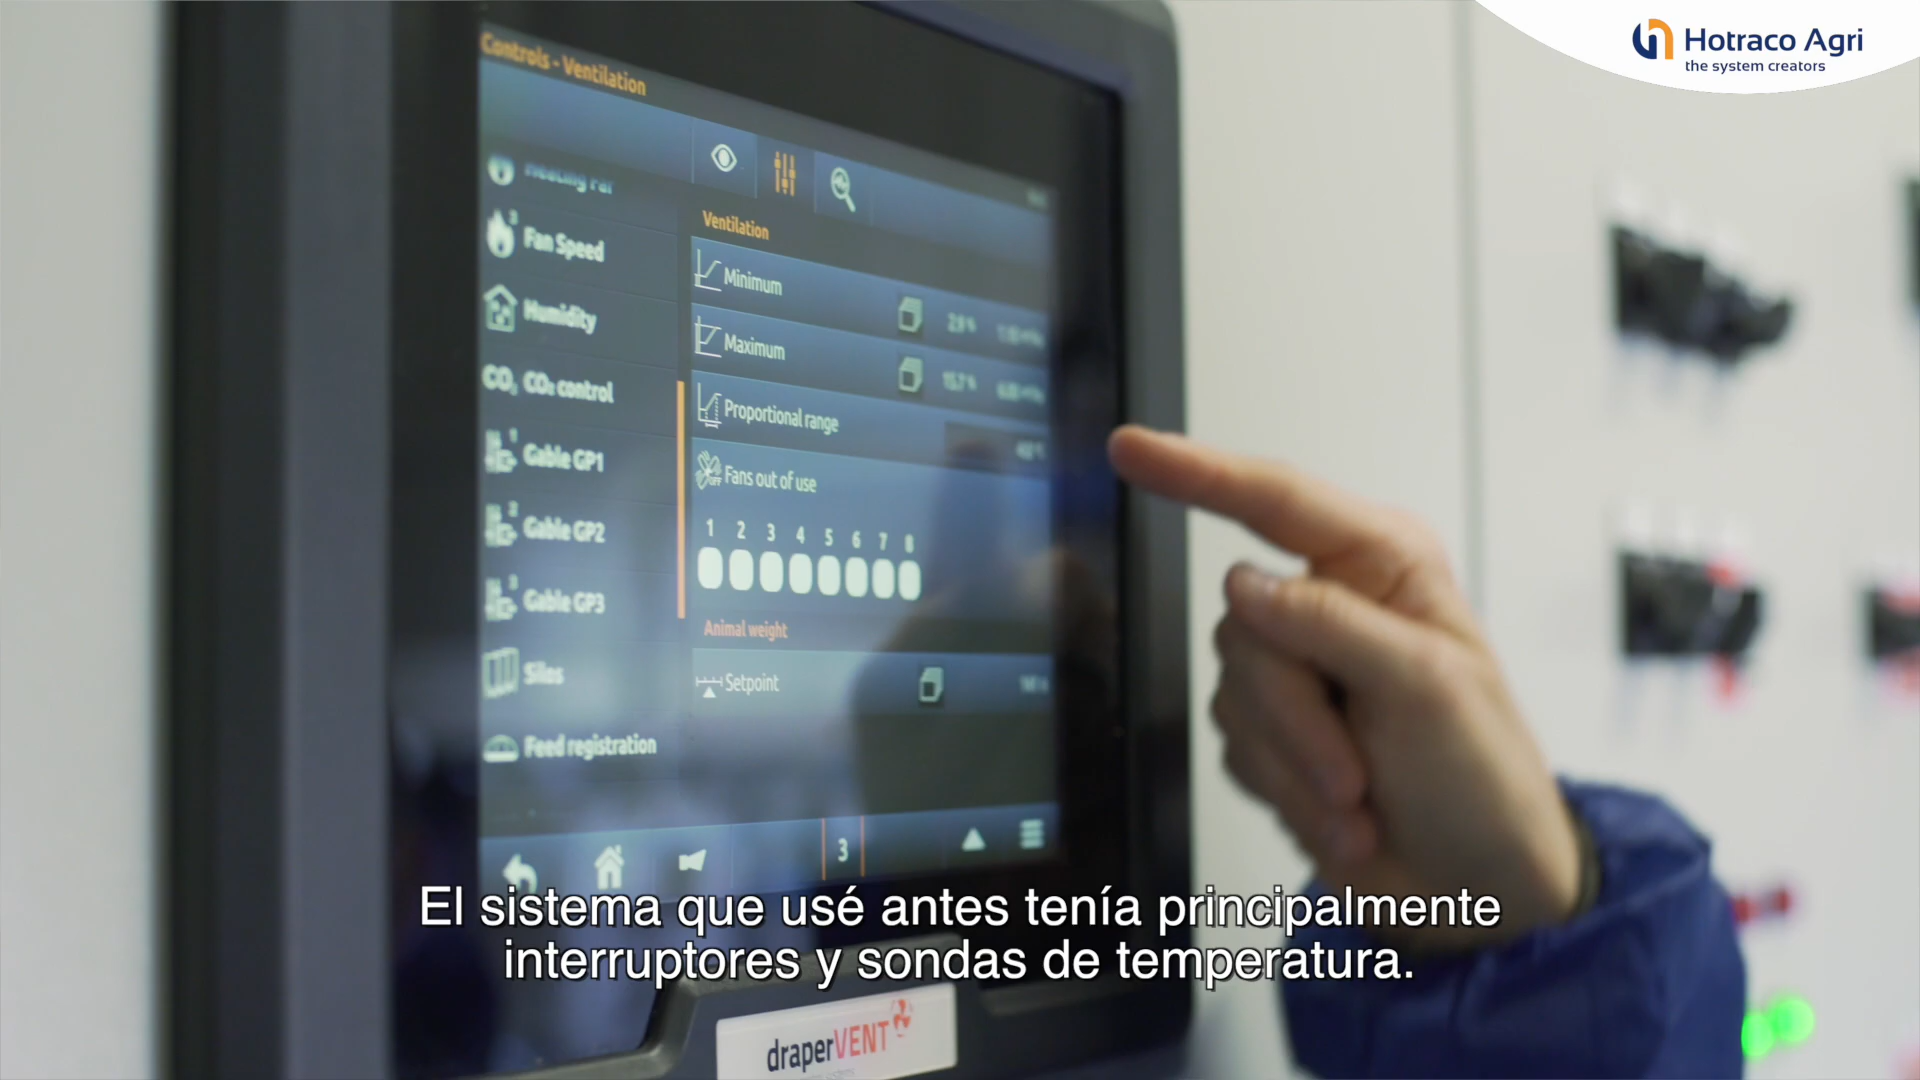 Hotraco Agri
the system creators
Controls - Ventilation
Ventilation
Fan Speed
Humidity
CO₂ CO₂ control
Gable GP1
Gable GP2
Gable GP3
Silos
Feed registration
Minimum
Maximum
Proportional range
Fans out of use
1 2 3 4 5 6 7 8
Animal weight
Setpoint
3
El sistema que usé antes tenía principalmente
interruptores y sondas de temperatura.
draperVENT